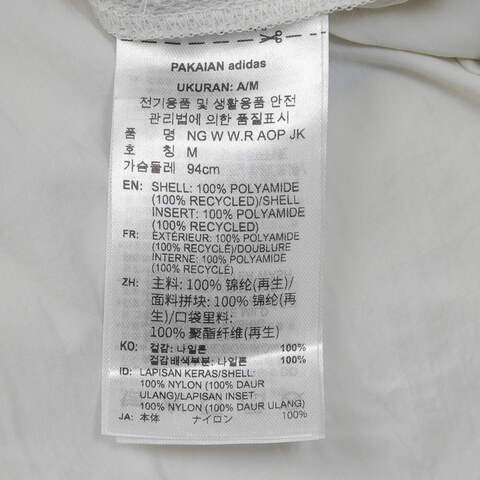 PAKAIAN adidas
UKURAN: A/M
전기용품 및 생활용품 안전
관리법에 의한 품질표시
품 명 NG W W.R AOP JK
호 칭 M
가슴둘레 94cm
EN: SHELL: 100% POLYAMIDE
(100% RECYCLED)/SHELL
INSERT: 100% POLYAMIDE
(100% RECYCLED)
FR: EXTÉRIEUR: 100% POLYAMIDE
(100% RECYCLÉ)/DOUBLURE
INTERNE: 100% POLYAMIDE
(100% RECYCLÉ)
ZH: 主料: 100% 锦纶(再生)/
面料拼块: 100% 锦纶(再
生)/口袋里料:
100% 聚酯纤维(再生)
KO: 겉감: 나일론 100%
겉감배색부분: 나일론 100%
ID: LAPISAN KERAS/SHELL:
100% NYLON (100% DAUR
ULANG)/LAPISAN INSET:
100% NYLON (100% DAUR ULANG)
JA: 本体 ナイロン 100%